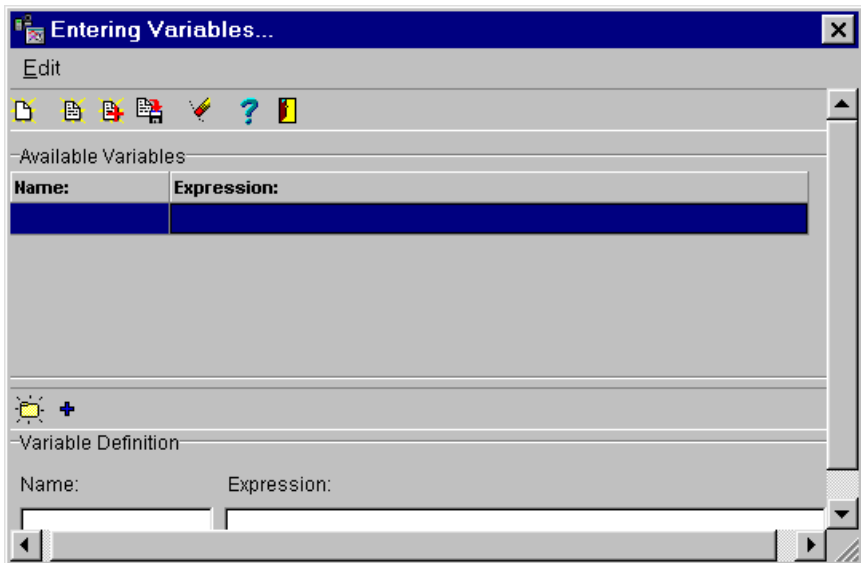 Entering Variables...
Edit
Available Variables
Name: Expression:
Variable Definition
Name: Expression: